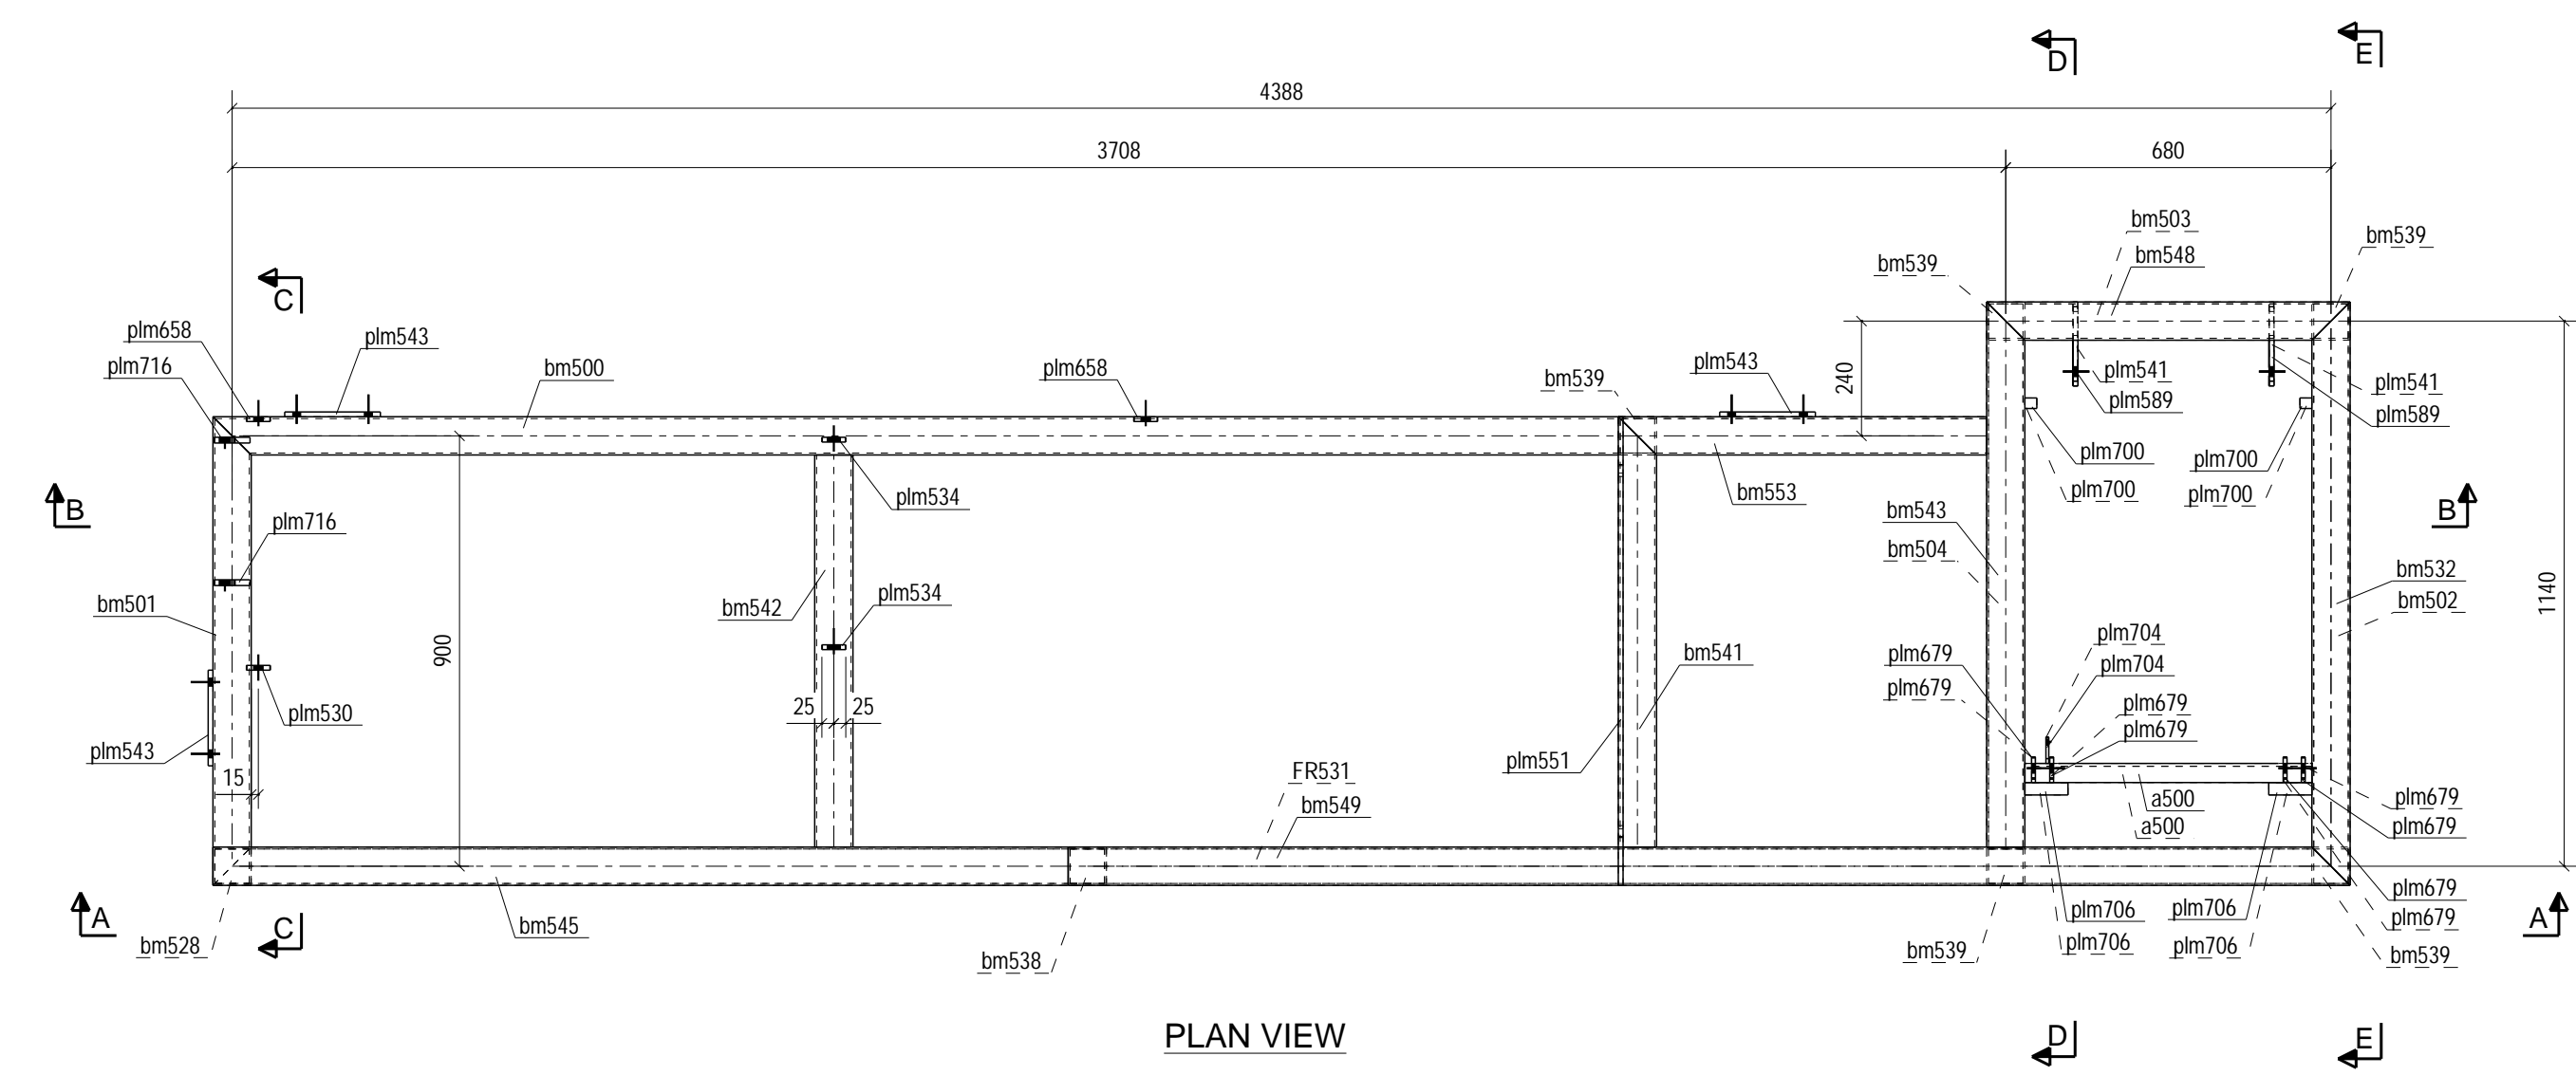 D
E
4388
3708
680
bm503
bm539
bm548
bm539
C
plm658
plm543
plm716
bm500
plm658
bm539
plm543
240
plm541
plm541
plm589
plm589
plm534
bm553
plm700
plm700
plm700
plm700
B
B
plm716
bm543
bm504
bm532
bm502
1140
bm501
bm542
plm534
900
bm541
plm704
plm704
plm679
plm679
plm679
plm679
25
25
plm530
plm543
15
plm551
FR531
bm549
a500
a500
plm679
plm679
plm679
plm679
A
C
bm528
bm545
bm538
bm539
plm706
plm706
plm706
plm706
bm539
A
PLAN VIEW
D
E